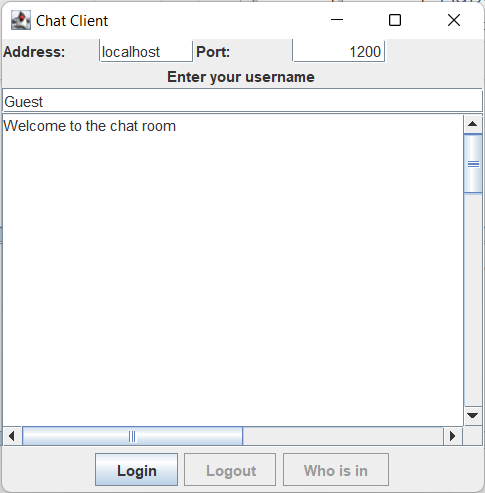 Chat Client
Address: localhost Port: 1200
Enter your username
Guest
Welcome to the chat room
Login Logout Who is in